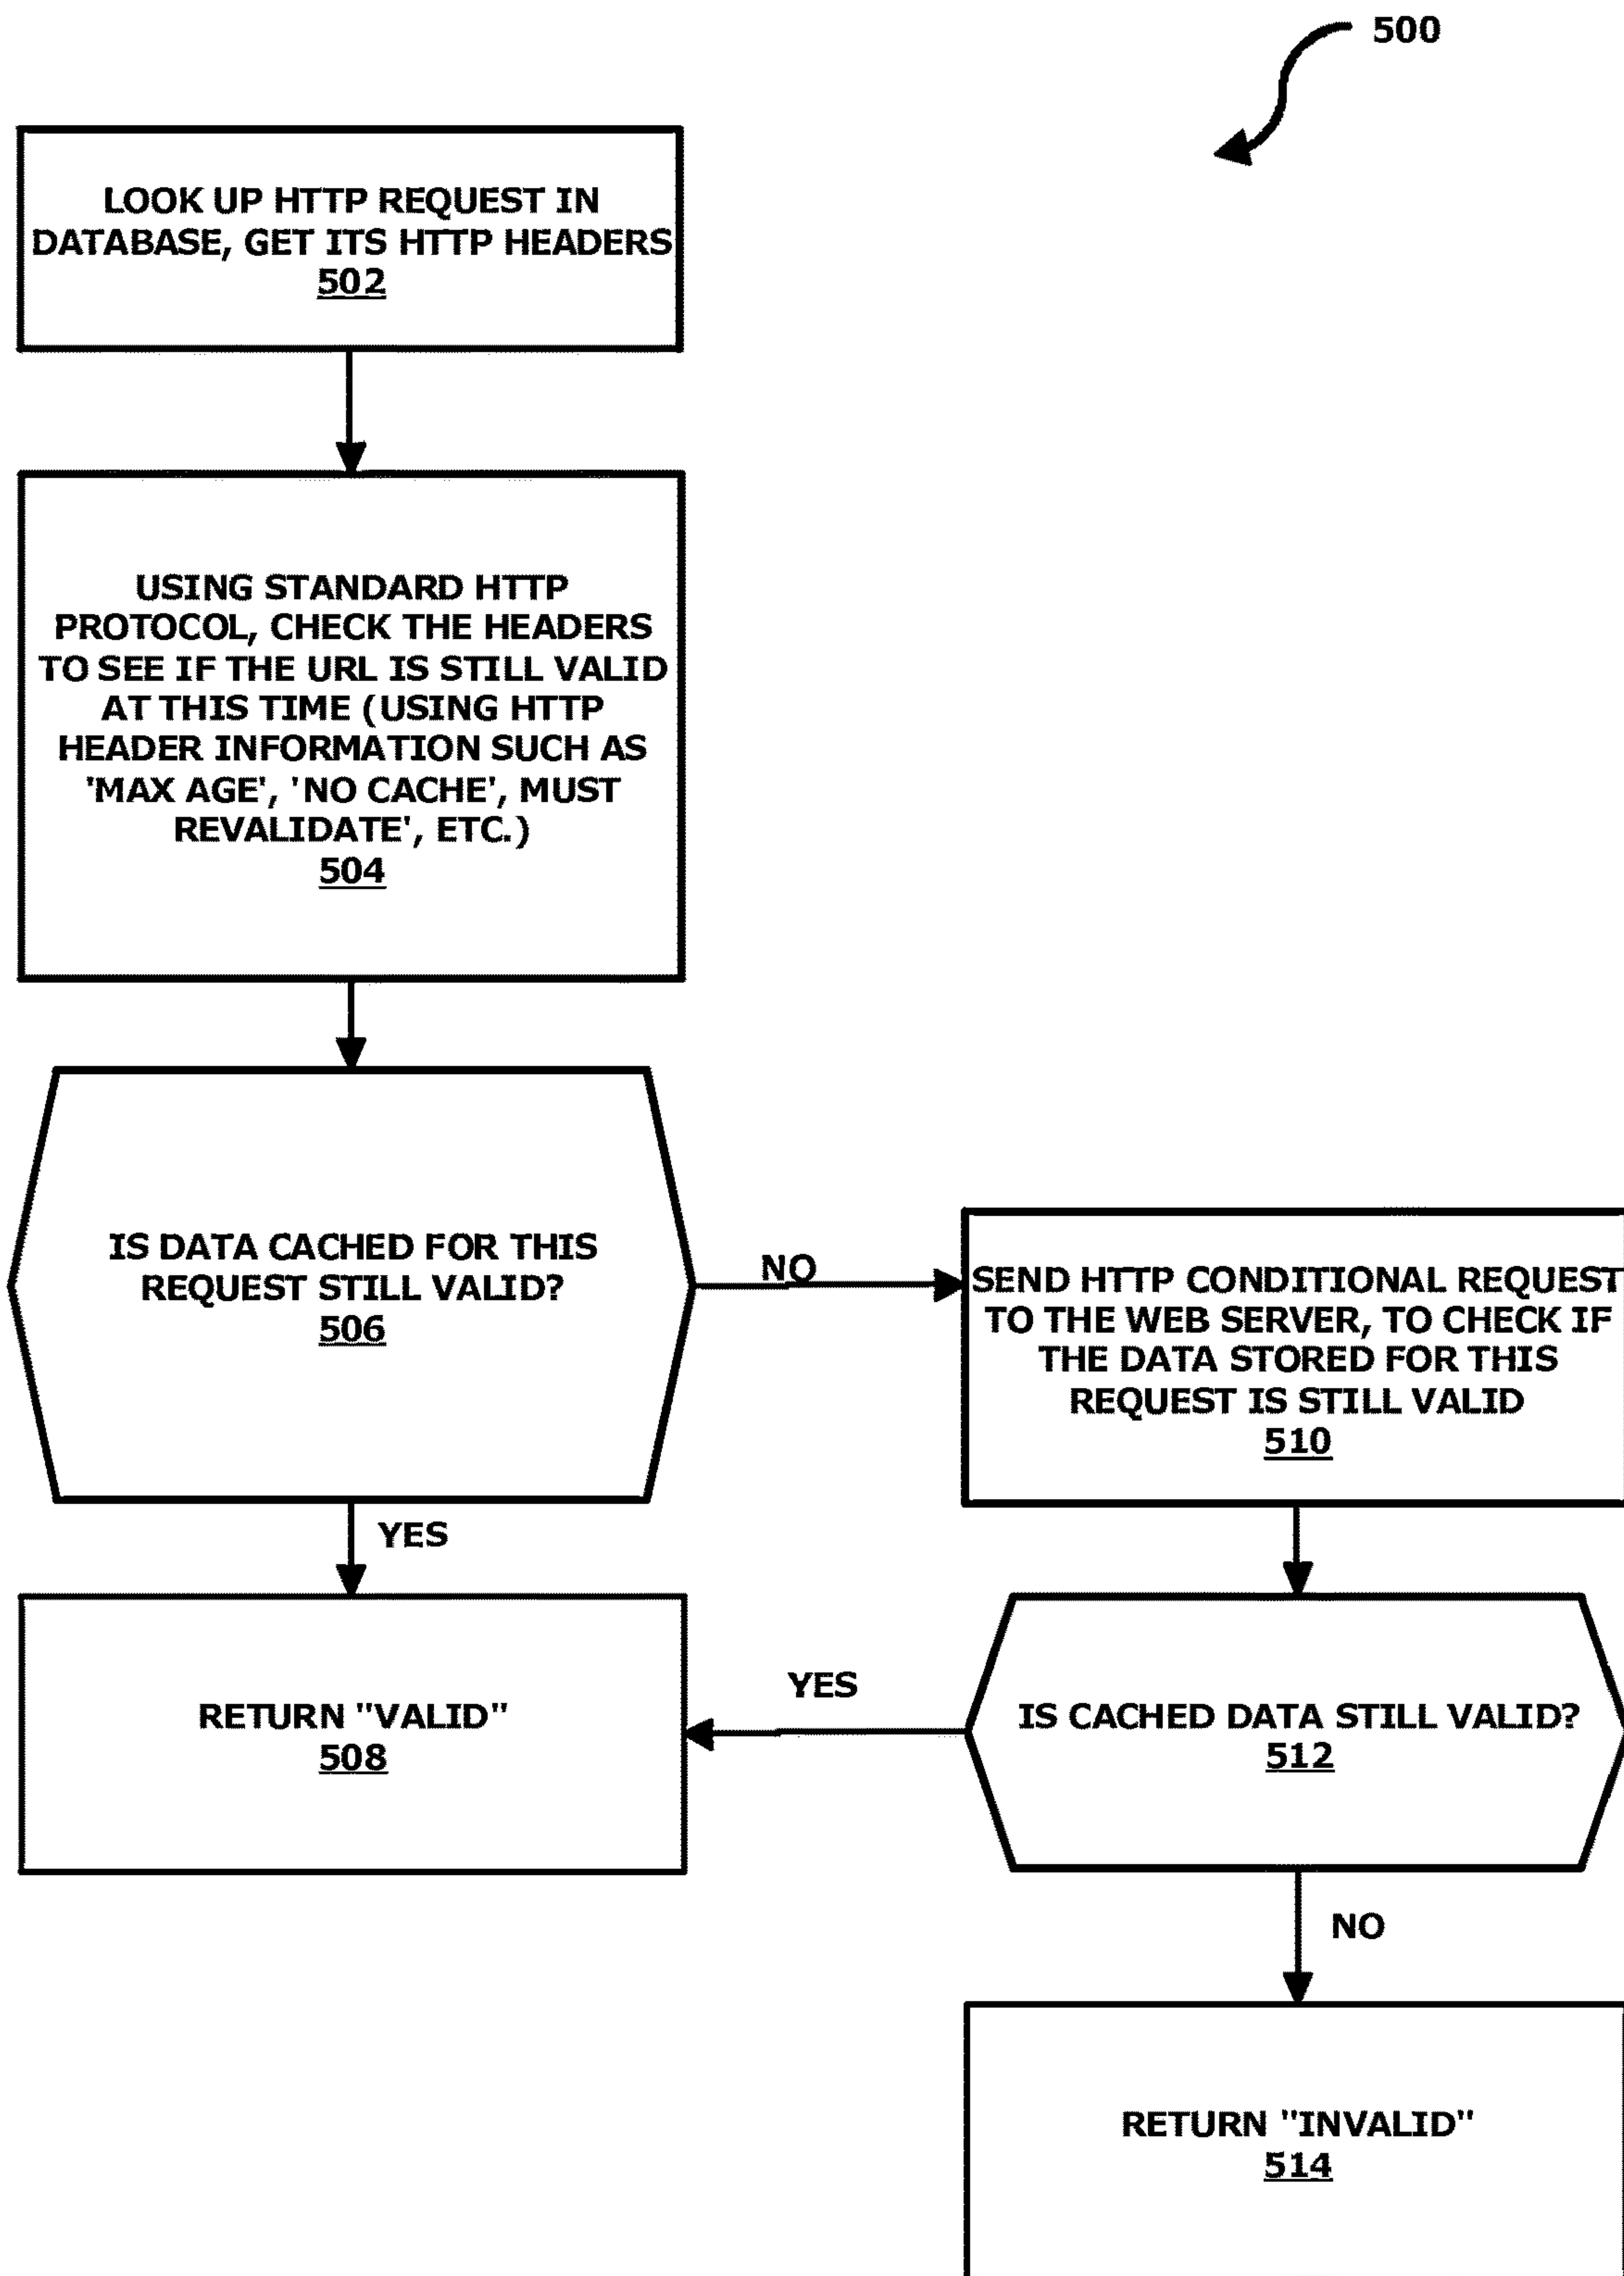 500
LOOK UP HTTP REQUEST IN
DATABASE, GET ITS HTTP HEADERS
502
USING STANDARD HTTP
PROTOCOL, CHECK THE HEADERS
TO SEE IF THE URL IS STILL VALID
AT THIS TIME (USING HTTP
HEADER INFORMATION SUCH AS
'MAX AGE', 'NO CACHE', MUST
REVALIDATE', ETC.)
504
IS DATA CACHED FOR THIS
REQUEST STILL VALID?
506
NO
SEND HTTP CONDITIONAL REQUEST
TO THE WEB SERVER, TO CHECK IF
THE DATA STORED FOR THIS
REQUEST IS STILL VALID
510
YES
RETURN "VALID"
508
YES
IS CACHED DATA STILL VALID?
512
NO
RETURN "INVALID"
514